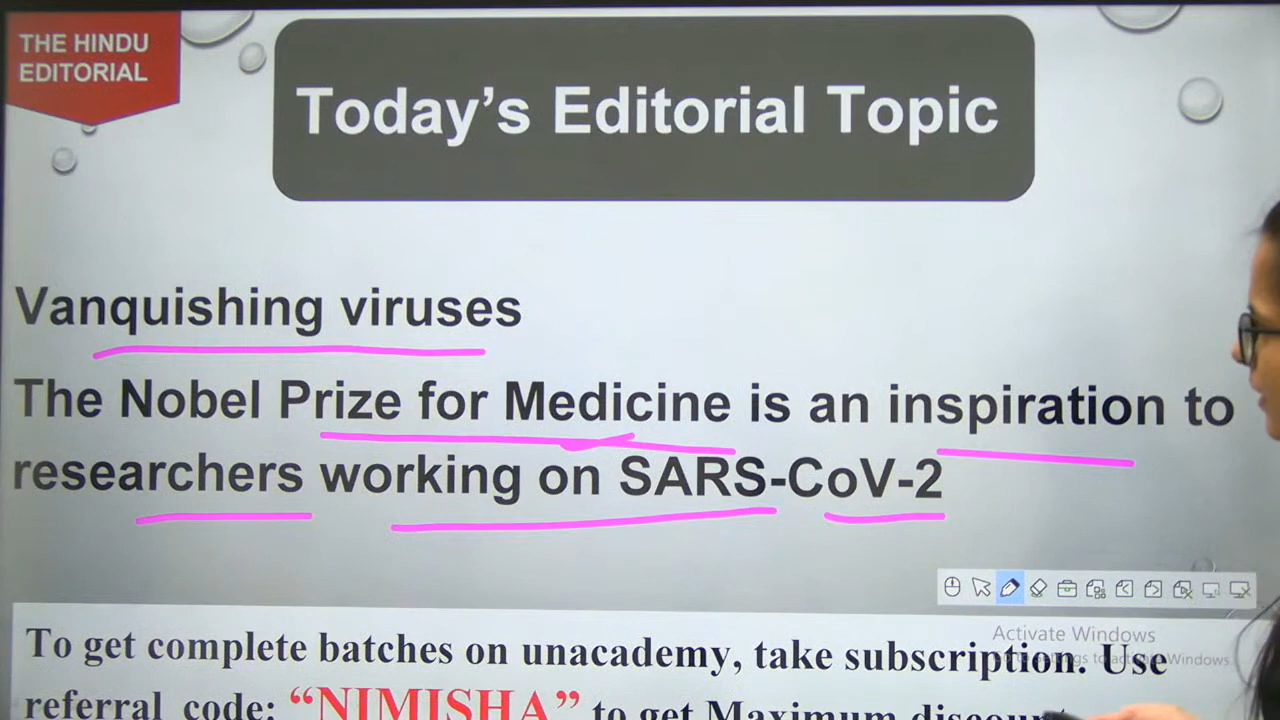 THE HINDU
EDITORIAL
Today's Editorial Topic
Vanquishing viruses
The Nobel Prize for Medicine is an inspiration to
researchers working on SARS-CoV-2
Activate Windows
To get complete batches on unacademy, take subscription. Use
referral code: “NIMISHA” to get Maximum discount